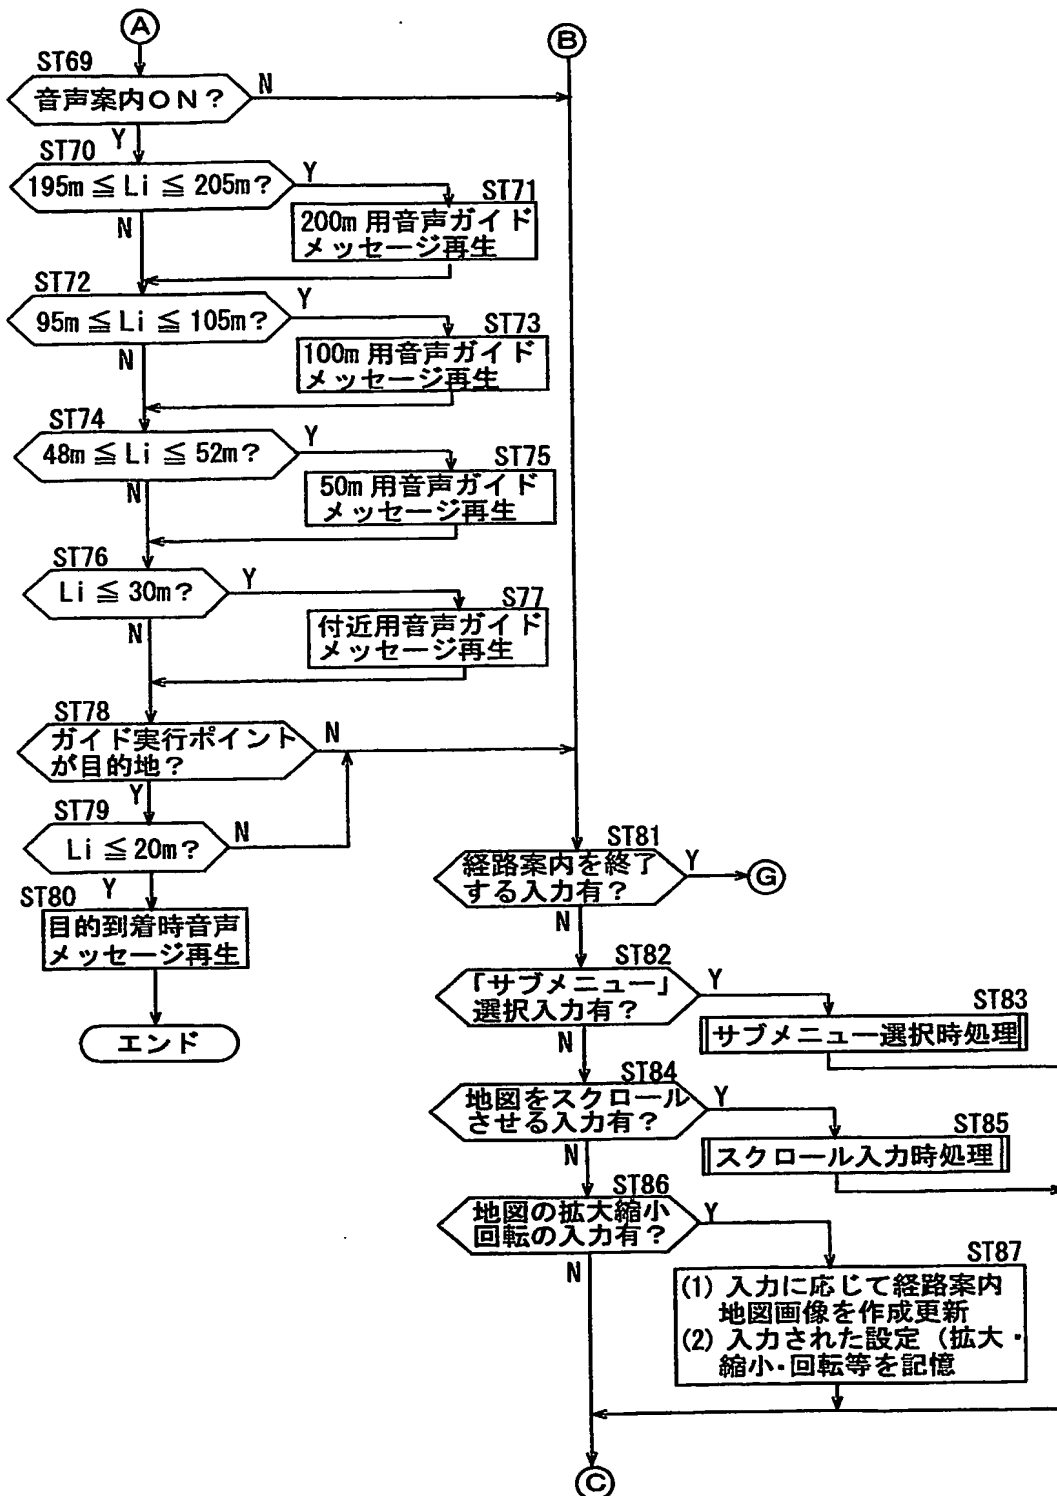 A
ST69
音声案内ON?
N
Y
ST70
195m ≦ Li ≦ 205m?
Y
N
ST71
200m 用音声ガイド
メッセージ再生
ST72
95m ≦ Li ≦ 105m?
Y
N
ST73
100m 用音声ガイド
メッセージ再生
ST74
48m ≦ Li ≦ 52m?
Y
N
ST75
50m 用音声ガイド
メッセージ再生
ST76
Li ≦ 30m?
Y
N
S77
付近用音声ガイド
メッセージ再生
ST78
ガイド実行ポイント
が目的地?
N
Y
ST79
Li ≦ 20m?
N
Y
ST80
目的到着時音声
メッセージ再生
エンド
B
ST81
経路案内を終了
する入力有?
Y
G
N
ST82
「サブメニュー」
選択入力有?
Y
N
ST83
サブメニュー選択時処理
ST84
地図をスクロール
させる入力有?
Y
N
ST85
スクロール入力時処理
ST86
地図の拡大縮小
回転の入力有?
Y
N
ST87
(1) 入力に応じて経路案内
地図画像を作成更新
(2) 入力された設定 (拡大・
縮小・回転等を記憶
C